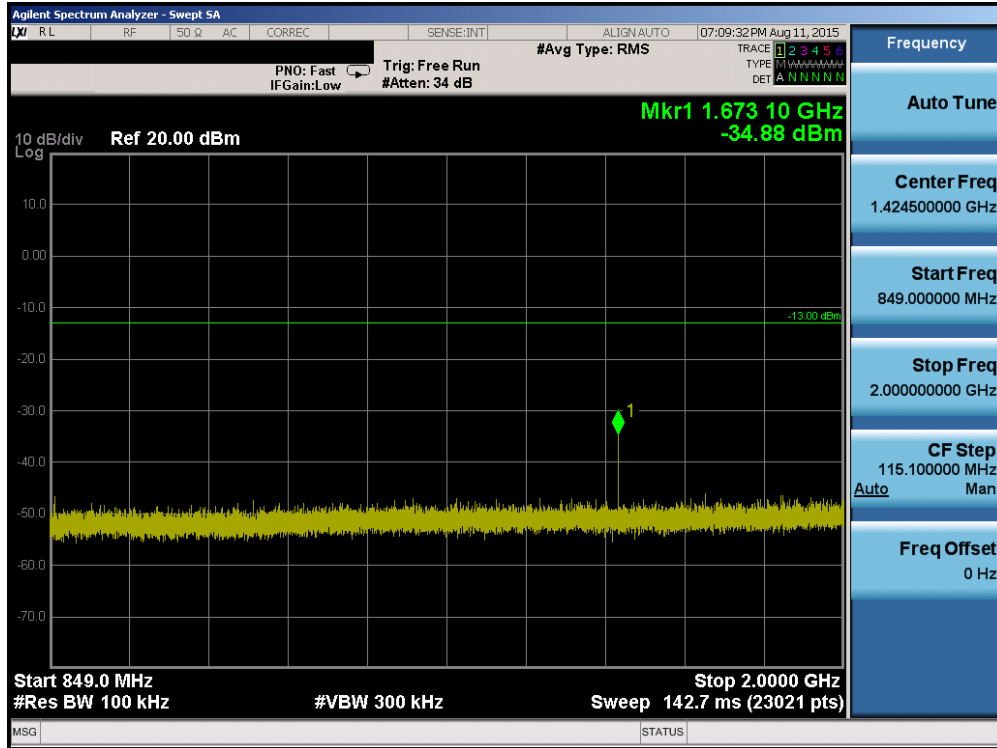 Agilent Spectrum Analyzer - Swept SA
LXI RL RF 50 Ω AC CORREC SENSE:INT ALIGN AUTO 07:09:32 PM Aug 11, 2015
#Avg Type: RMS TRACE 1 2 3 4 5 6
PNO: Fast Trig: Free Run TYPE M
IFGain:Low #Atten: 34 dB DET A N N N N N
Mkr1 1.673 10 GHz
-34.88 dBm
10 dB/div Ref 20.00 dBm
Log
10.0
0.00
-10.0
-13.00 dBm
-20.0
-30.0
1
-40.0
-50.0
-60.0
-70.0
Start 849.0 MHz Stop 2.0000 GHz
#Res BW 100 kHz #VBW 300 kHz Sweep 142.7 ms (23021 pts)
MSG STATUS
Frequency
Auto Tune
Center Freq
1.424500000 GHz
Start Freq
849.000000 MHz
Stop Freq
2.000000000 GHz
CF Step
115.100000 MHz
Auto Man
Freq Offset
0 Hz